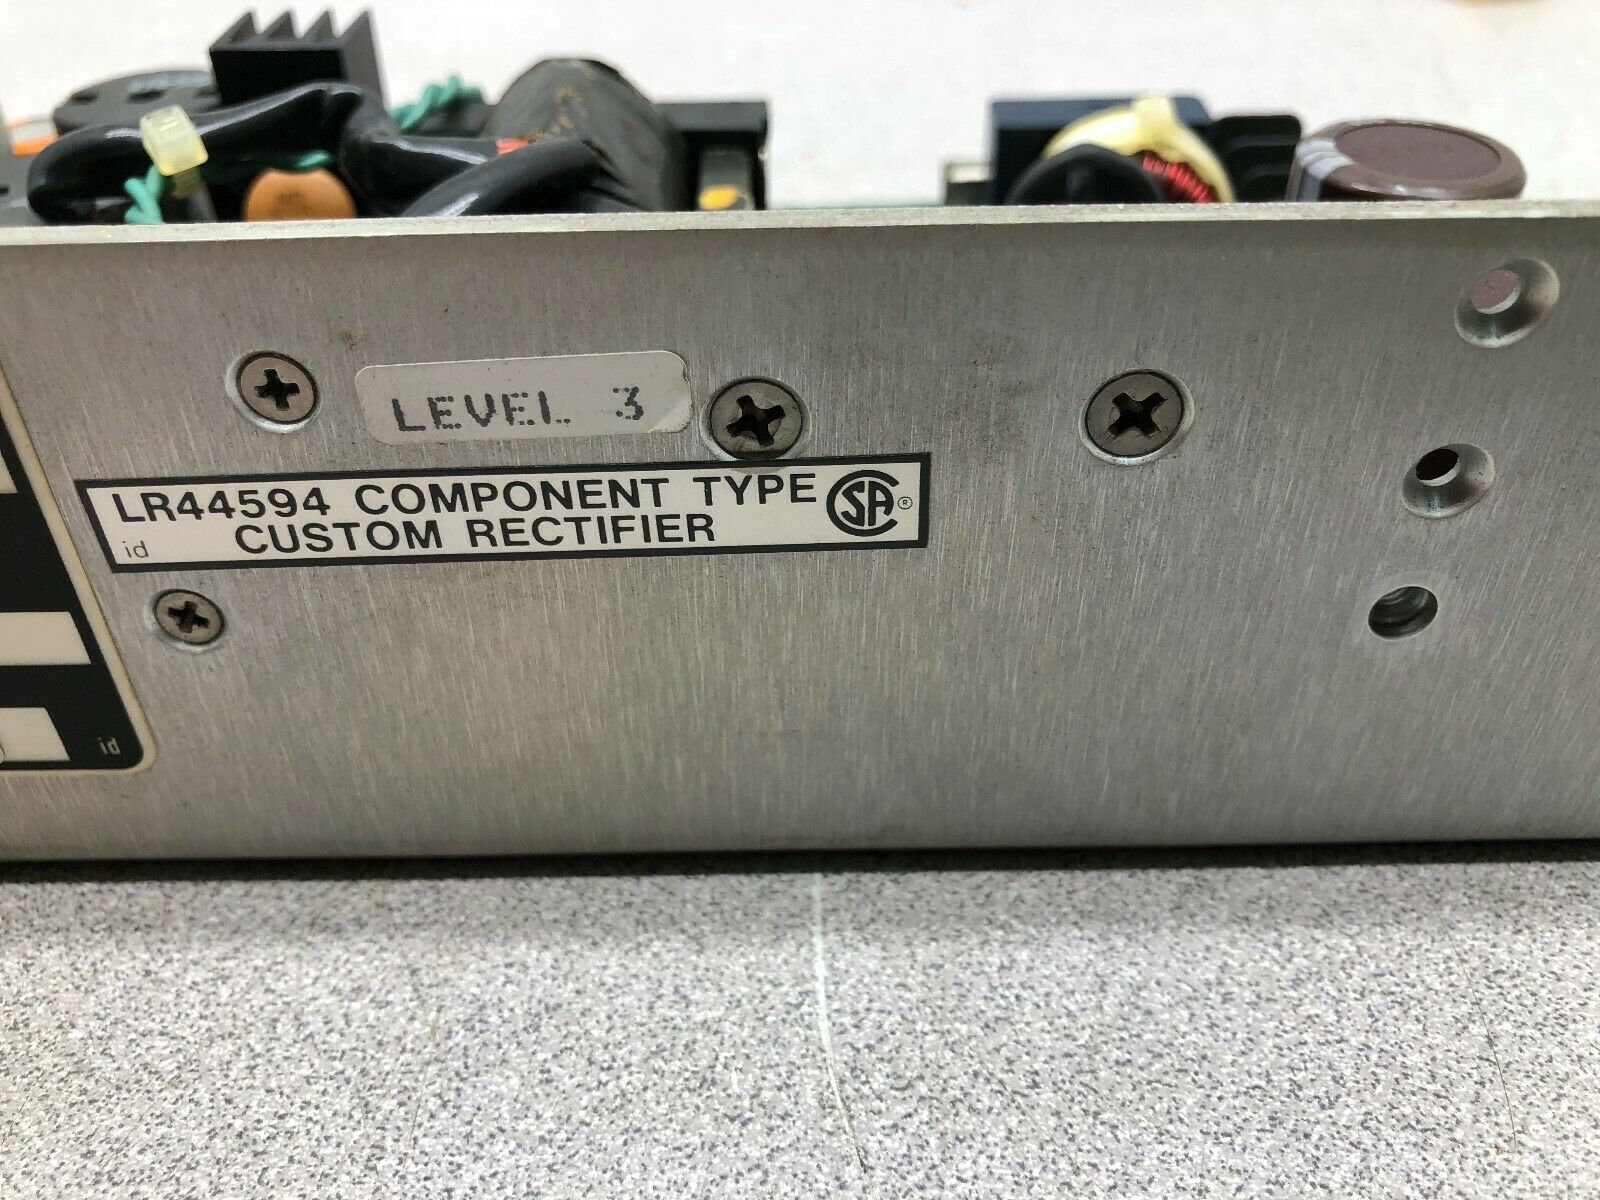 LEVEL 3
LR44594 COMPONENT TYPE
CUSTOM RECTIFIER
id
SA ®
id